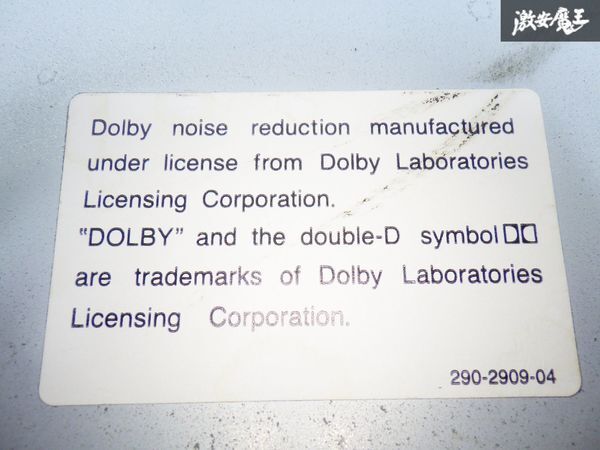 激安魔王
Dolby noise reduction manufactured
under license from Dolby Laboratories
Licensing Corporation.
"DOLBY" and the double-D symbol
are trademarks of Dolby Laboratories
Licensing Corporation.
290-2909-04